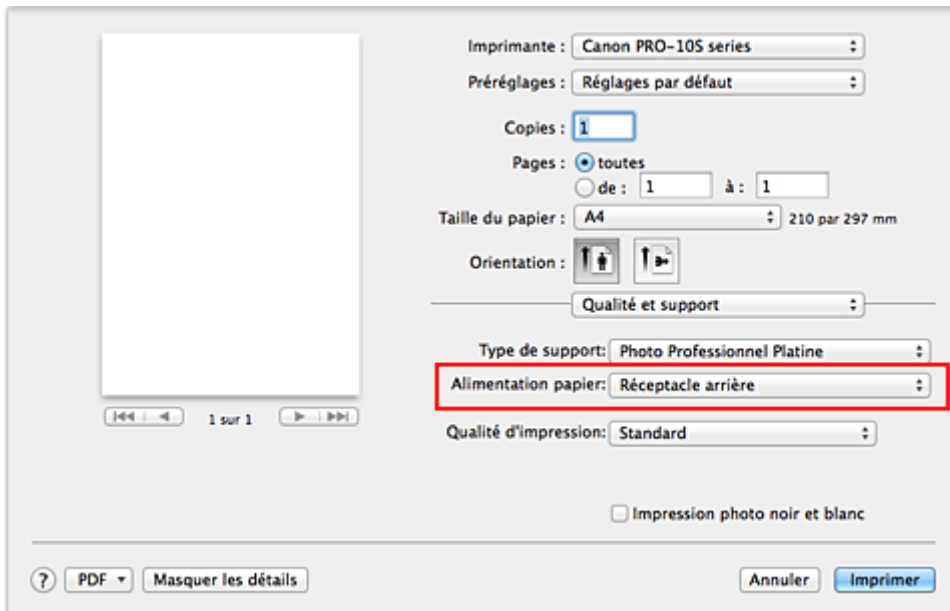 Imprimante : Canon PRO-10S series
Préréglages : Réglages par défaut
Copies : 1
Pages : toutes
de : 1 à : 1
Taille du papier : A4 210 par 297 mm
Orientation :
Qualité et support
Type de support: Photo Professionnel Platine
Alimentation papier: Réceptacle arrière
1 sur 1
Qualité d'impression: Standard
Impression photo noir et blanc
? PDF Masquer les détails Annuler Imprimer